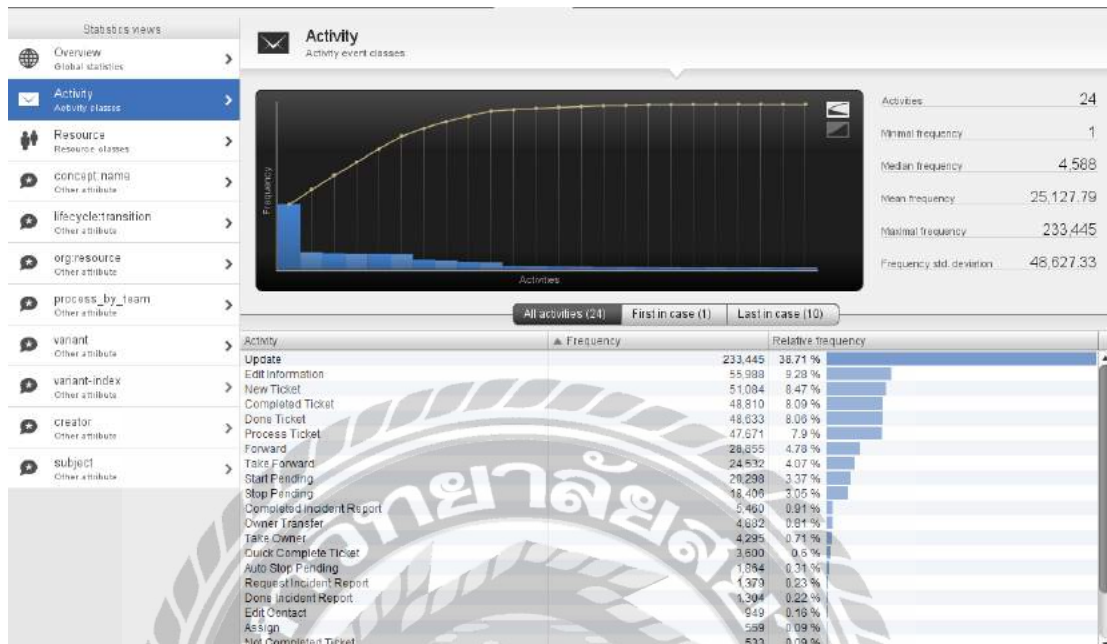 Statistics views
Overview
Global statistics
Activity
Activity classes
Resource
Resource classes
concept:name
Other attribute
lifecycle:transition
Other attribute
org:resource
Other attribute
process_by_team
Other attribute
variant
Other attribute
variant-index
Other attribute
creator
Other attribute
subject
Other attribute
Activity
Activity event classes
Frequency
Activities
Activities 24
Minimal frequency 1
Median frequency 4,588
Mean frequency 25,127.79
Maximal frequency 233,445
Frequency std. deviation 48,627.33
All activities (24) First in case (1) Last in case (10)
Activity ▲ Frequency Relative frequency
Update 233,445 38.71 %
Edit Information 55,988 9.28 %
New Ticket 51,084 8.47 %
Completed Ticket 48,810 8.09 %
Done Ticket 48,633 8.06 %
Process Ticket 47,671 7.9 %
Forward 28,855 4.78 %
Take Forward 24,532 4.07 %
Start Pending 20,298 3.37 %
Stop Pending 18,406 3.05 %
Completed Incident Report 5,460 0.91 %
Owner Transfer 4,882 0.81 %
Take Owner 4,295 0.71 %
Quick Complete Ticket 3,600 0.6 %
Auto Stop Pending 1,864 0.31 %
Request Incident Report 1,379 0.23 %
Done Incident Report 1,304 0.22 %
Edit Contact 949 0.16 %
Assign 559 0.09 %
Not Completed Ticket 533 0.09 %